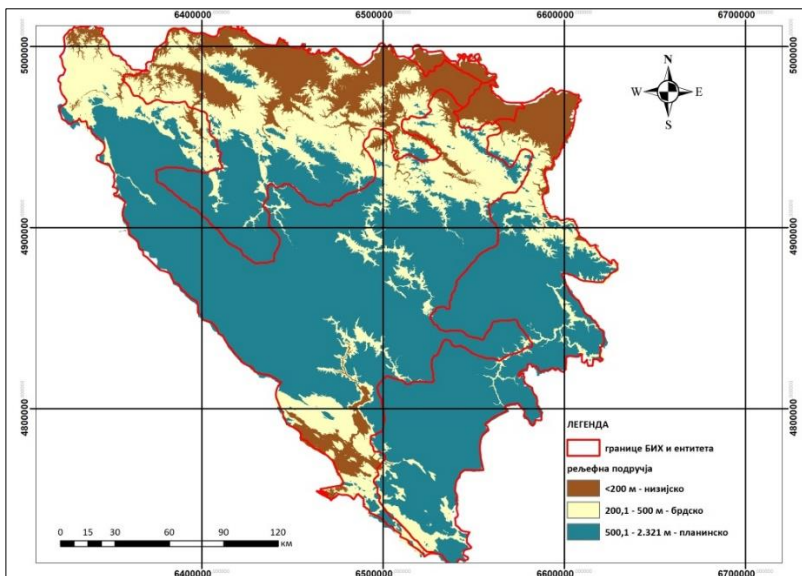 6400000 6500000 6600000 6700000
5000000 5000000
N
W E
S
4900000 4900000
4800000 4800000
ЛЕГЕНДА
границе БИХ и ентитета
рељефна подручја
<200 м - низијско
200,1 - 500 м - брдско
500,1 - 2.321 м - планинско
0 15 30 60 90 120
км
6400000 6500000 6600000 6700000